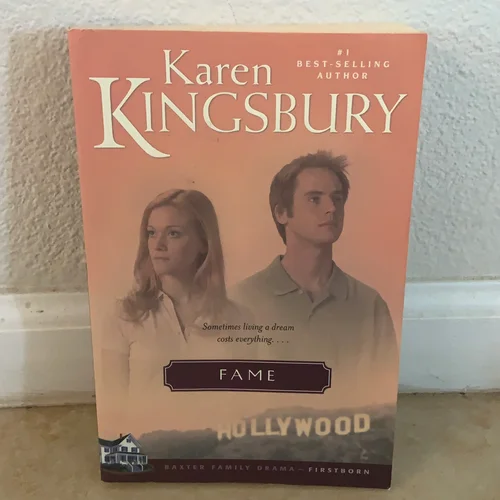 #1
BEST-SELLING
AUTHOR
Karen
KINGSBURY
Sometimes living a dream
costs everything. . . .
FAME
HOLLYWOOD
BAXTER FAMILY DRAMA—FIRSTBORN